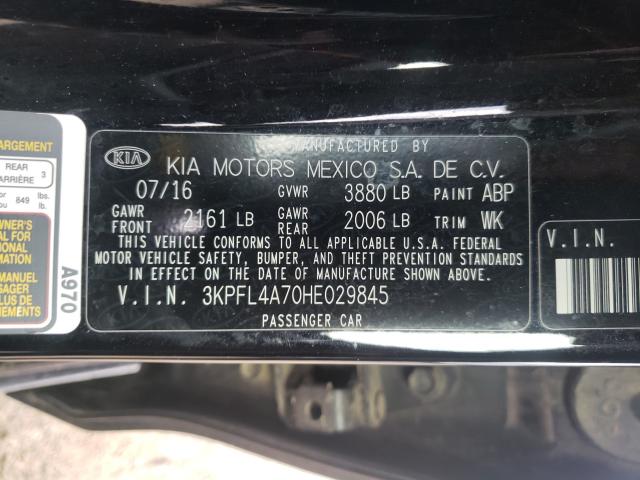 MANUFACTURED BY
KIA KIA MOTORS MEXICO S.A. DE C.V.
07/16 GVWR 3880 LB PAINT ABP
GAWR FRONT 2161 LB GAWR REAR 2006 LB TRIM WK
THIS VEHICLE CONFORMS TO ALL APPLICABLE U.S.A. FEDERAL
MOTOR VEHICLE SAFETY, BUMPER, AND THEFT PREVENTION STANDARDS
IN EFFECT ON THE DATE OF MANUFACTURE SHOWN ABOVE.
V.I.N. 3KPFL4A70HE029845
PASSENGER CAR
ARGEMENT
REAR 3
ARRIÈRE
849 lbs.
A970
V.I.N.